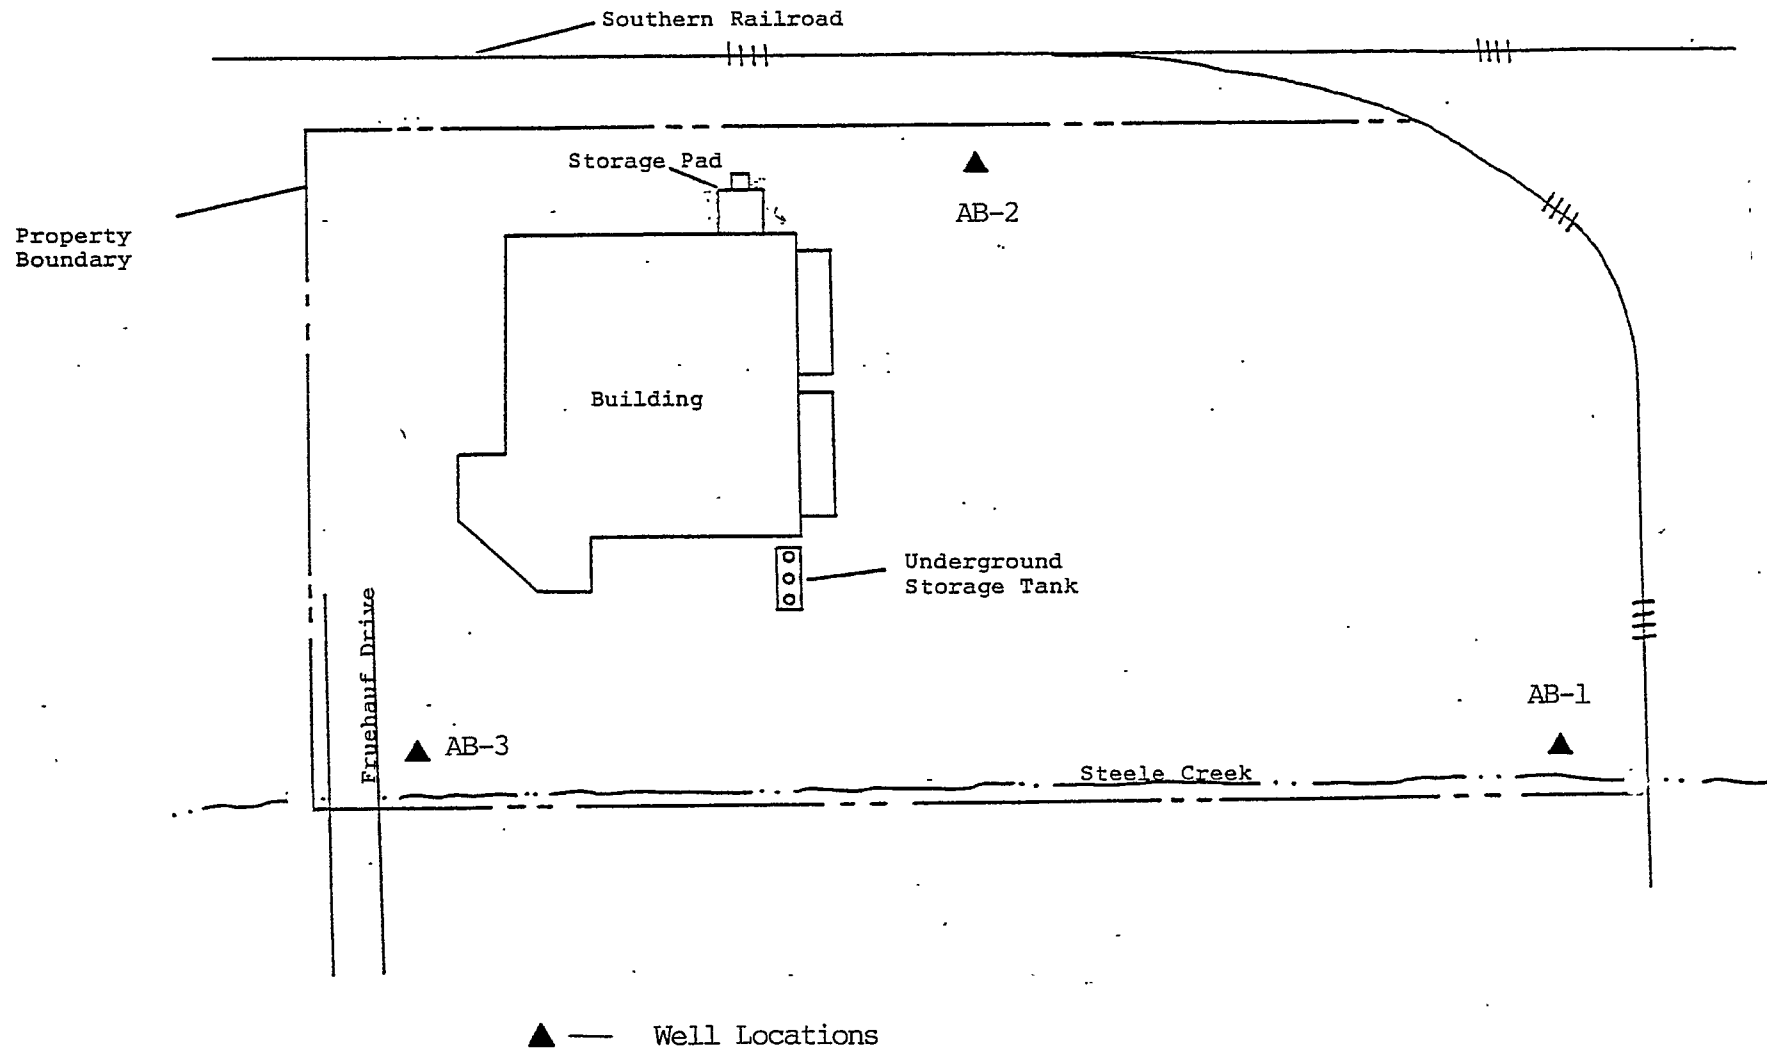 Southern Railroad
Storage Pad
AB-2
Property
Boundary
Building
Underground
Storage Tank
Fruehauf Drive
AB-1
AB-3
Steele Creek
Well Locations